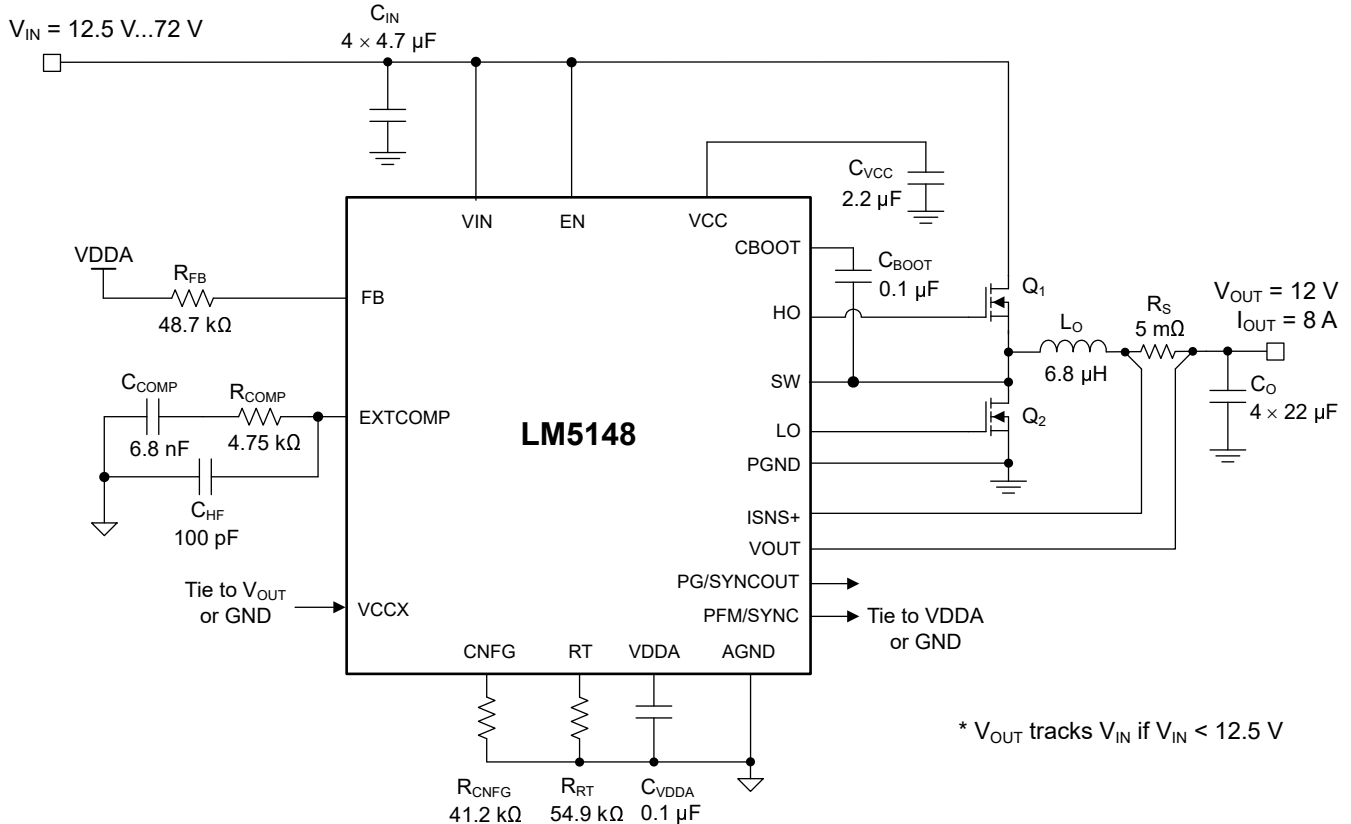 V_IN = 12.5 V...72 V
C_IN
4 × 4.7 µF
C_VCC
2.2 µF
VIN
EN
VCC
CBOOT
C_BOOT
0.1 µF
VDDA
R_FB
48.7 kΩ
FB
HO
Q_1
V_OUT = 12 V
I_OUT = 8 A
L_O
6.8 µH
R_S
5 mΩ
SW
C_O
4 × 22 µF
C_COMP
6.8 nF
R_COMP
4.75 kΩ
EXTCOMP
LM5148
LO
Q_2
PGND
C_HF
100 pF
ISNS+
VOUT
PG/SYNCOUT
Tie to V_OUT
or GND
VCCX
PFM/SYNC
Tie to VDDA
or GND
CNFG
RT
VDDA
AGND
* V_OUT tracks V_IN if V_IN < 12.5 V
R_CNFG
41.2 kΩ
R_RT
54.9 kΩ
C_VDDA
0.1 µF